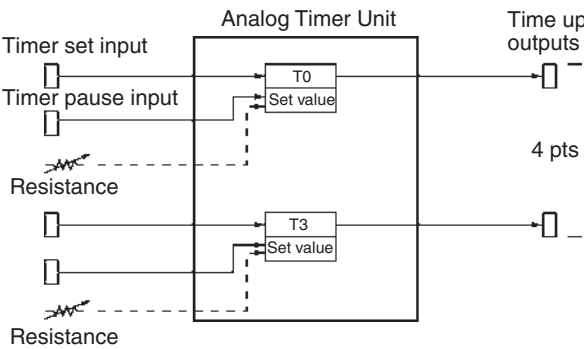 Analog Timer Unit
Time up
outputs
Timer set input
T0
Timer pause input
Set value
4 pts
Resistance
T3
Set value
Resistance